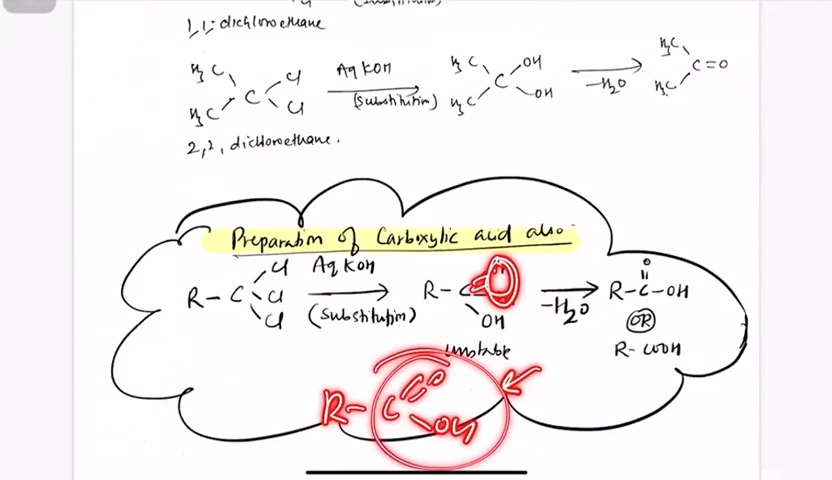 1,1,-dichloroethane
H3C H3C C Cl Cl Aq KOH (Substitution) H3C H3C C OH OH -H2O H3C H3C C=O
2,2, dichloroethane.
Preparation of Carboxylic acid also
R-C Cl Cl Cl Aq KOH (Substitution) R-C OH -H2O R-C-OH
OR
unstable R-COOH
R-C O OH